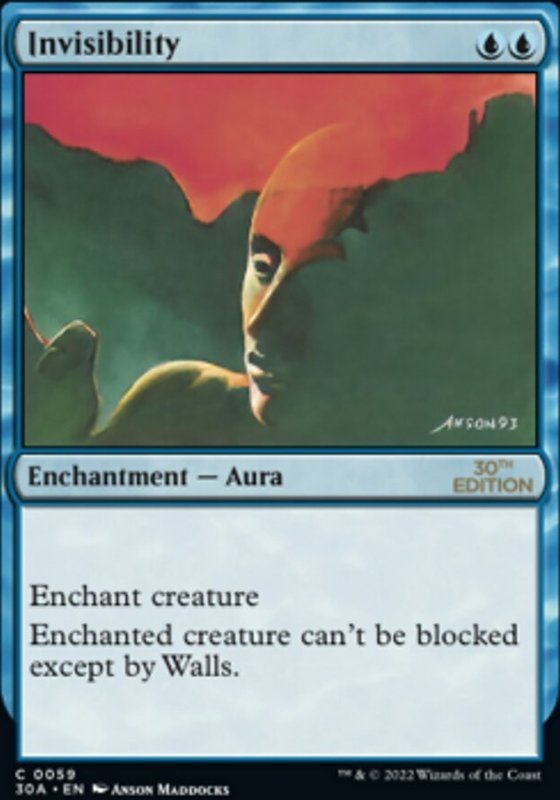 Invisibility
ANSON93
Enchantment — Aura
30TH
EDITION
Enchant creature
Enchanted creature can't be blocked
except by Walls.
C 0059
30A • EN Anson Maddocks
™ & © 2022 Wizards of the Coast